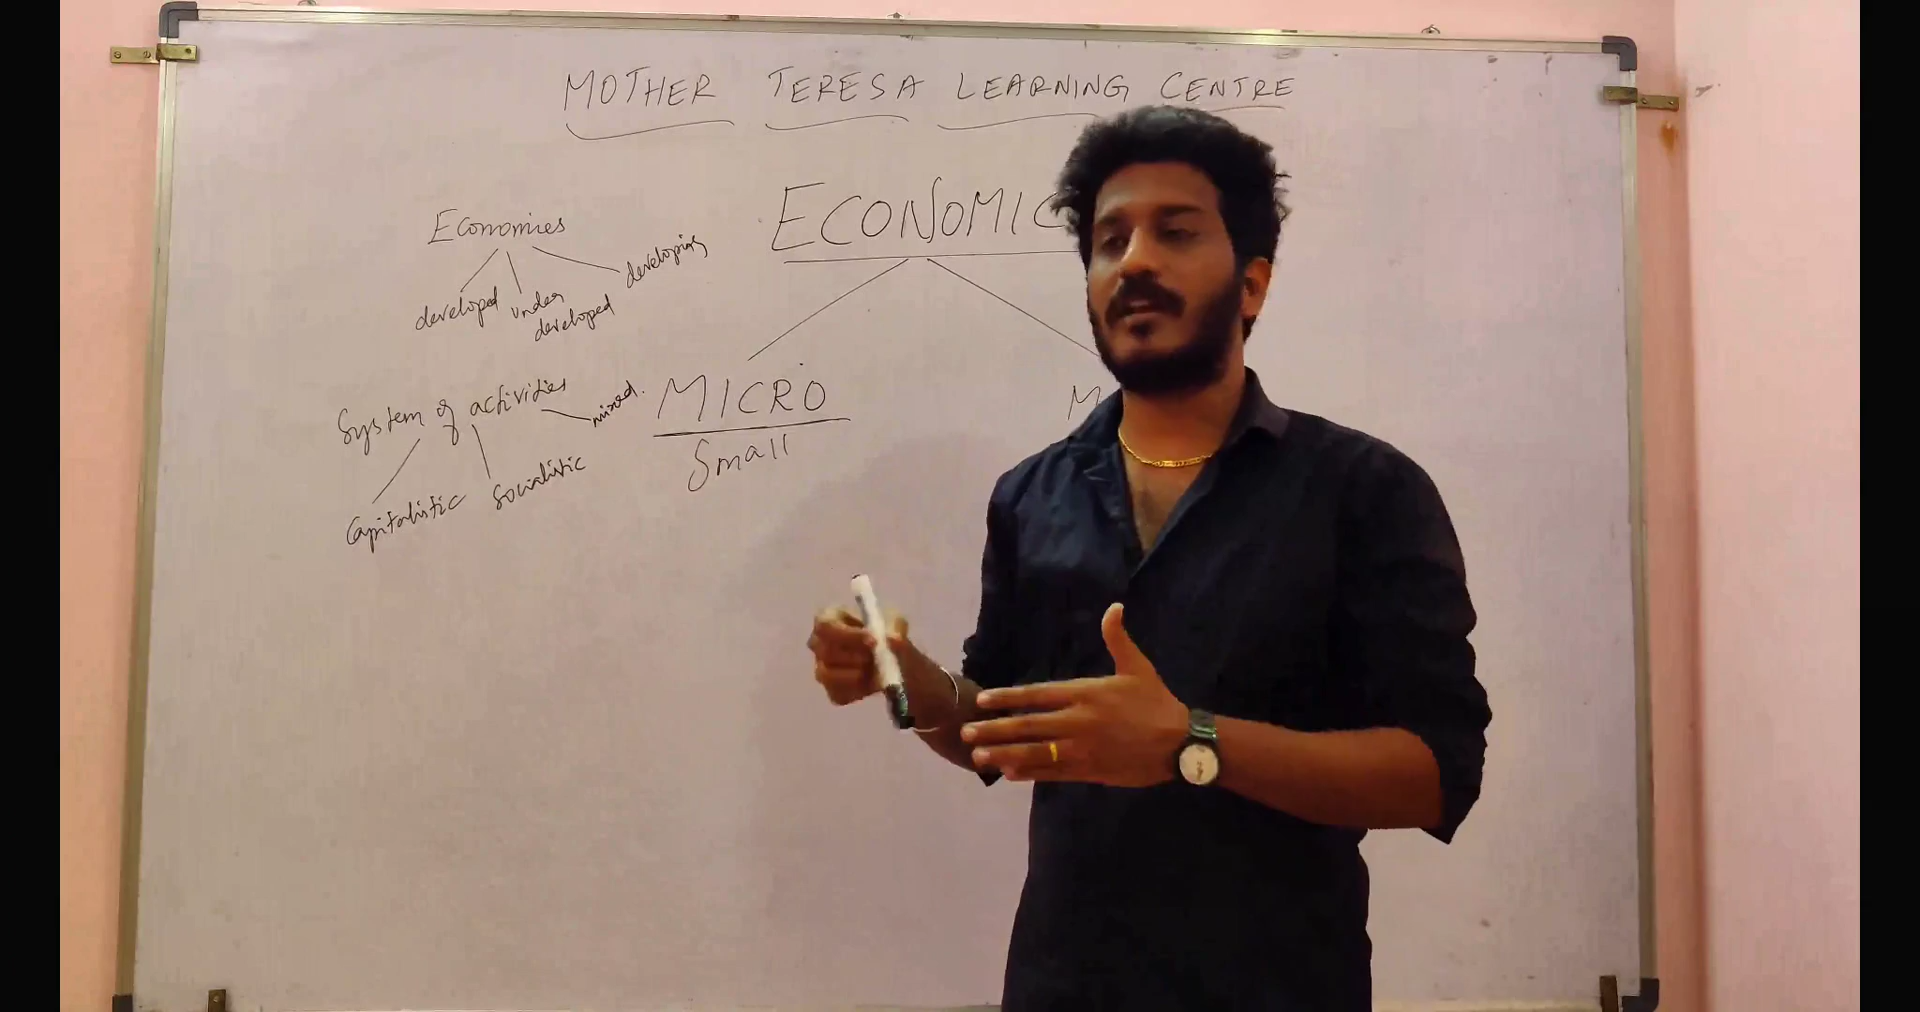 MOTHER TERESA LEARNING CENTRE
ECONOMIC
Economies
developed
under developed
developing
MICRO
Small
M
System of activities
mixed.
Capitalistic
Socialistic